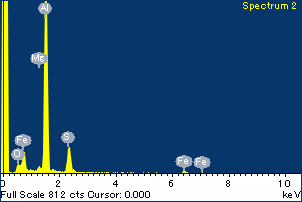 Spectrum 2
Al
Mg
Fe
O
S
Fe
Fe
0 2 4 6 8 10
Full Scale 812 cts Cursor: 0.000 keV